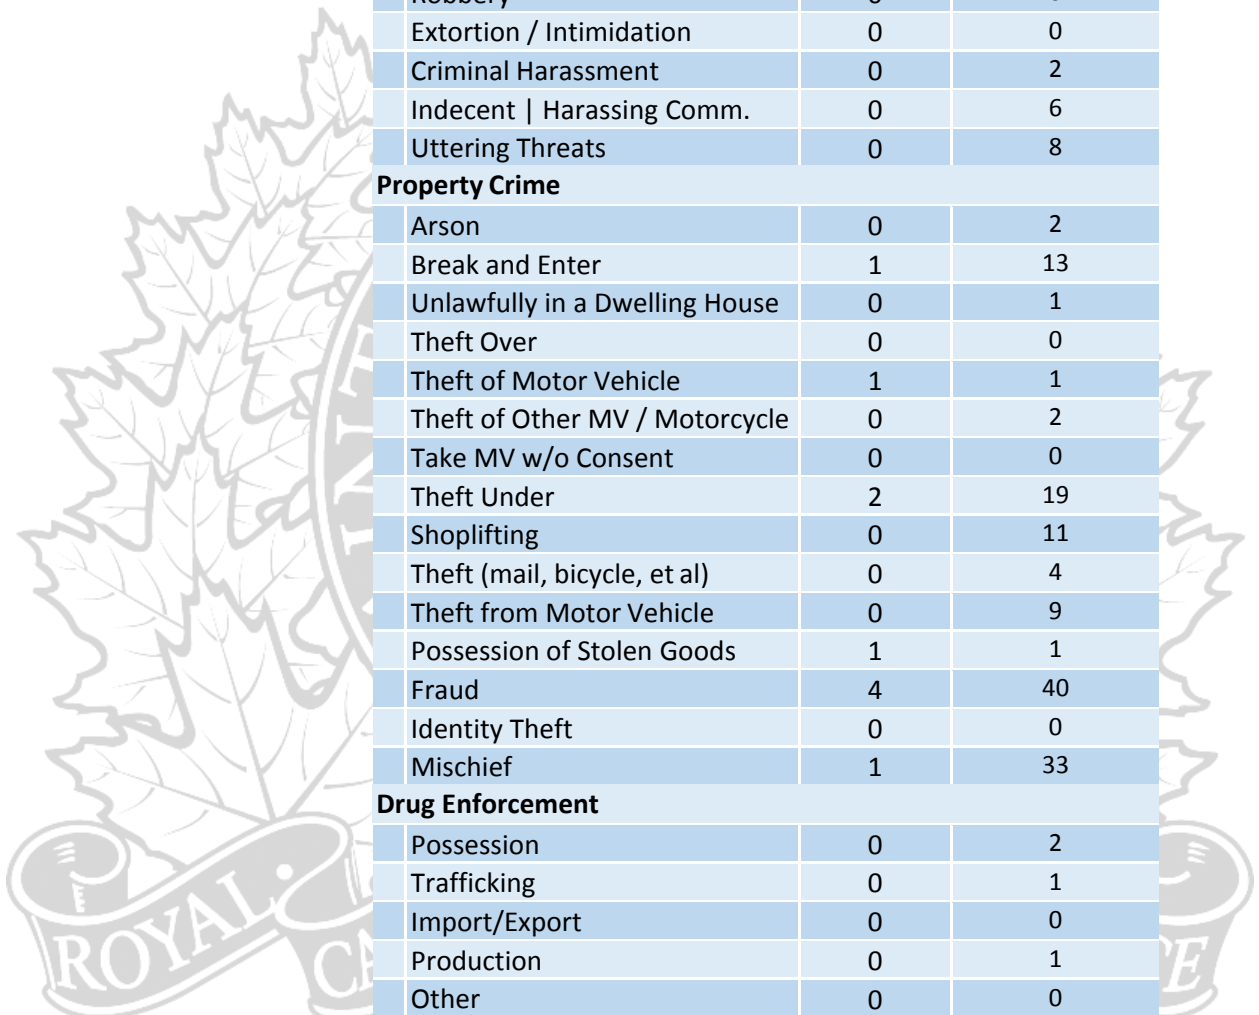 Robbery
Extortion / Intimidation 0 0
Criminal Harassment 0 2
Indecent | Harassing Comm. 0 6
Uttering Threats 0 8
Property Crime
Arson 0 2
Break and Enter 1 13
Unlawfully in a Dwelling House 0 1
Theft Over 0 0
Theft of Motor Vehicle 1 1
Theft of Other MV / Motorcycle 0 2
Take MV w/o Consent 0 0
Theft Under 2 19
Shoplifting 0 11
Theft (mail, bicycle, et al) 0 4
Theft from Motor Vehicle 0 9
Possession of Stolen Goods 1 1
Fraud 4 40
Identity Theft 0 0
Mischief 1 33
Drug Enforcement
Possession 0 2
Trafficking 0 1
Import/Export 0 0
Production 0 1
Other 0 0
ROYAL